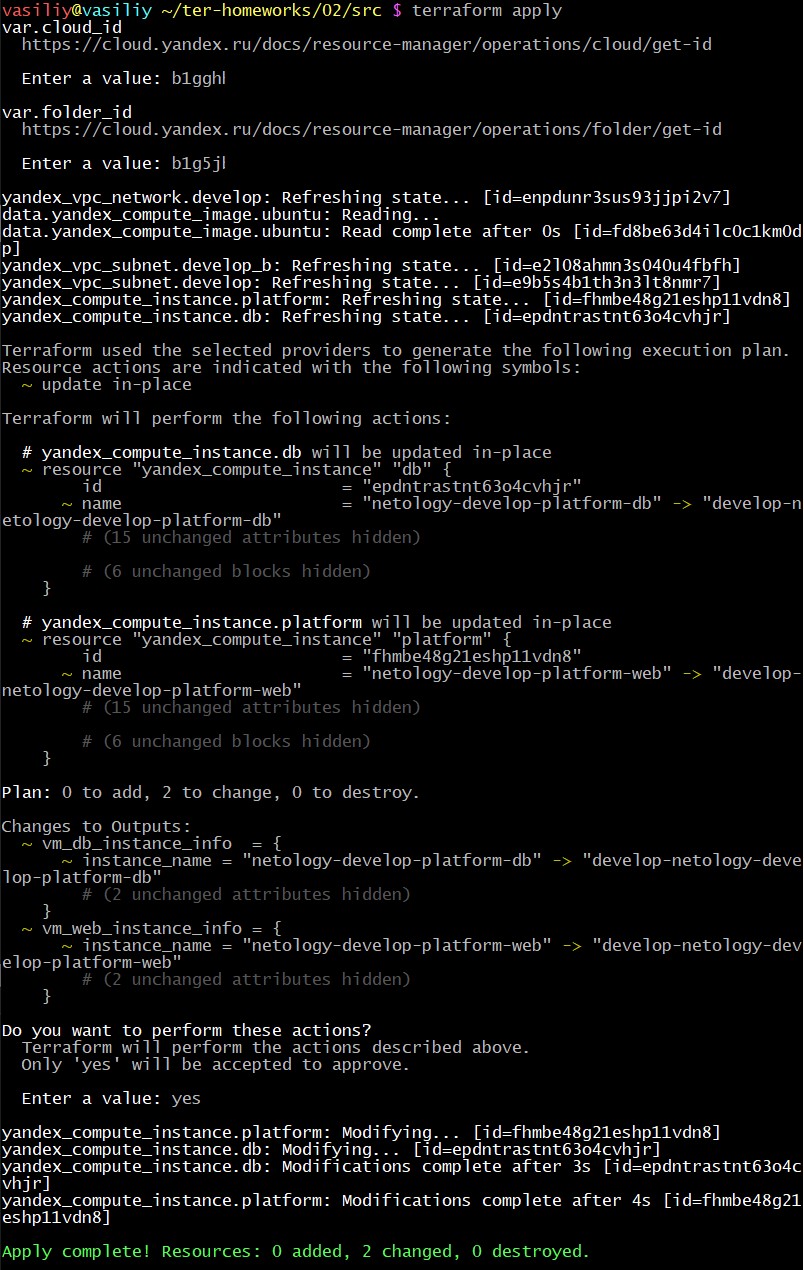 vasiliy@vasiliy ~/ter-homeworks/02/src $ terraform apply
var.cloud_id
  https://cloud.yandex.ru/docs/resource-manager/operations/cloud/get-id

  Enter a value: b1ggh

var.folder_id
  https://cloud.yandex.ru/docs/resource-manager/operations/folder/get-id

  Enter a value: b1g5j

yandex_vpc_network.develop: Refreshing state... [id=enpdunr3sus93jjpi2v7]
data.yandex_compute_image.ubuntu: Reading...
data.yandex_compute_image.ubuntu: Read complete after 0s [id=fd8be63d4ilc0c1km0d
p]
yandex_vpc_subnet.develop_b: Refreshing state... [id=e2l08ahmn3s040u4fbfh]
yandex_vpc_subnet.develop: Refreshing state... [id=e9b5s4b1th3n3lt8nmr7]
yandex_compute_instance.platform: Refreshing state... [id=fhmbe48g21eshp11vdn8]
yandex_compute_instance.db: Refreshing state... [id=epdntrastnt63o4cvhjr]

Terraform used the selected providers to generate the following execution plan.
Resource actions are indicated with the following symbols:
  ~ update in-place

Terraform will perform the following actions:

  # yandex_compute_instance.db will be updated in-place
  ~ resource "yandex_compute_instance" "db" {
        id                        = "epdntrastnt63o4cvhjr"
      ~ name                      = "netology-develop-platform-db" -> "develop-n
etology-develop-platform-db"
        # (15 unchanged attributes hidden)

        # (6 unchanged blocks hidden)
    }

  # yandex_compute_instance.platform will be updated in-place
  ~ resource "yandex_compute_instance" "platform" {
        id                        = "fhmbe48g21eshp11vdn8"
      ~ name                      = "netology-develop-platform-web" -> "develop-
netology-develop-platform-web"
        # (15 unchanged attributes hidden)

        # (6 unchanged blocks hidden)
    }

Plan: 0 to add, 2 to change, 0 to destroy.

Changes to Outputs:
  ~ vm_db_instance_info  = {
      ~ instance_name = "netology-develop-platform-db" -> "develop-netology-deve
lop-platform-db"
        # (2 unchanged attributes hidden)
    }
  ~ vm_web_instance_info = {
      ~ instance_name = "netology-develop-platform-web" -> "develop-netology-dev
elop-platform-web"
        # (2 unchanged attributes hidden)
    }

Do you want to perform these actions?
  Terraform will perform the actions described above.
  Only 'yes' will be accepted to approve.

  Enter a value: yes

yandex_compute_instance.platform: Modifying... [id=fhmbe48g21eshp11vdn8]
yandex_compute_instance.db: Modifying... [id=epdntrastnt63o4cvhjr]
yandex_compute_instance.db: Modifications complete after 3s [id=epdntrastnt63o4c
vhjr]
yandex_compute_instance.platform: Modifications complete after 4s [id=fhmbe48g21
eshp11vdn8]

Apply complete! Resources: 0 added, 2 changed, 0 destroyed.